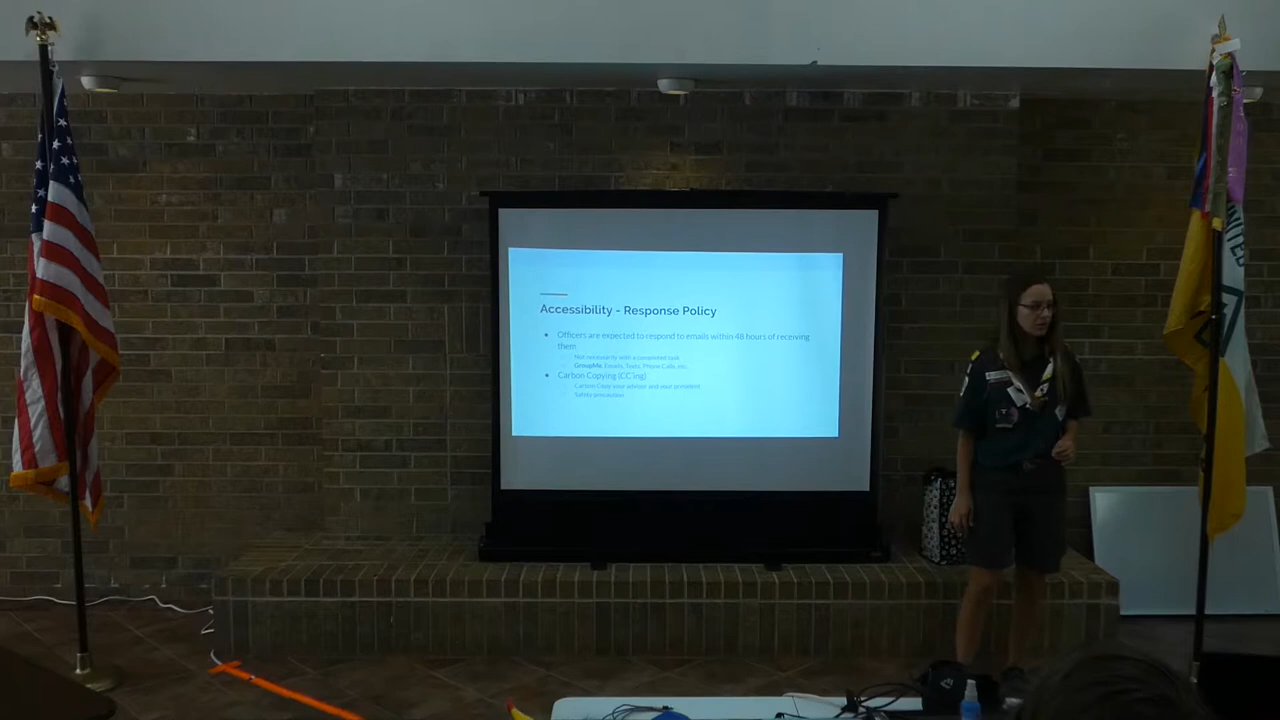 Accessibility - Response Policy
Officers are expected to respond to emails within 48 hours of receiving
them
Not necessarily with a completed task
GroupMe, Emails, Texts, Phone Calls, etc.
Carbon Copying (CC'ing)
Carbon Copy your advisor and your president
Safety precaution
UNITED